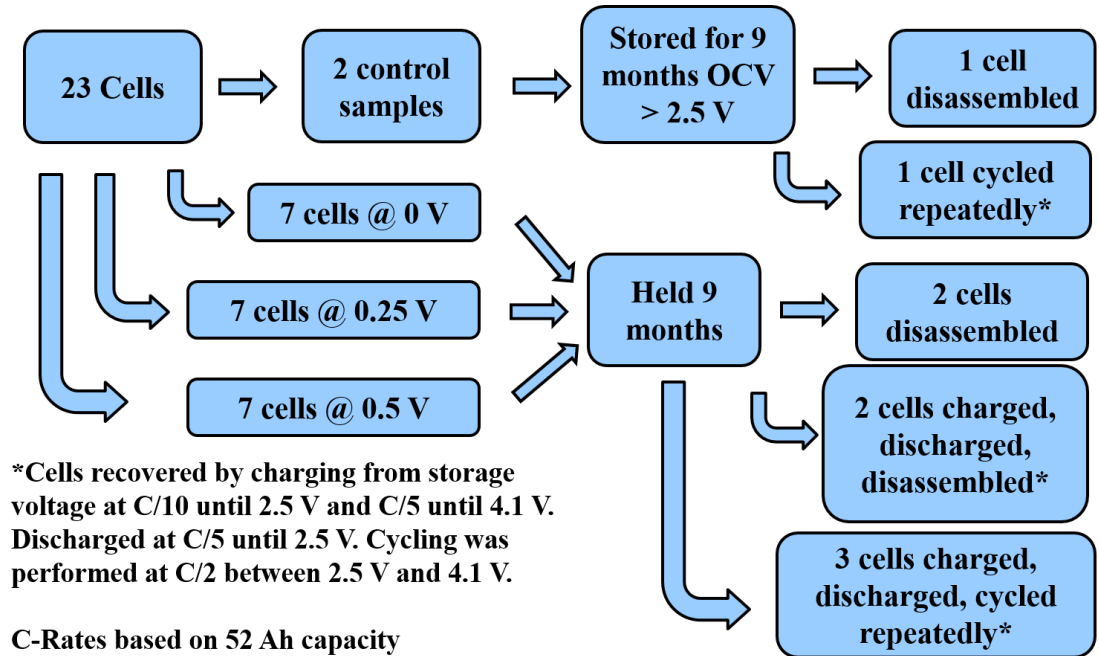 23 Cells
2 control
samples
Stored for 9
months OCV
> 2.5 V
1 cell
disassembled
1 cell cycled
repeatedly*
7 cells @ 0 V
7 cells @ 0.25 V
7 cells @ 0.5 V
Held 9
months
2 cells
disassembled
2 cells charged,
discharged,
disassembled*
3 cells charged,
discharged, cycled
repeatedly*
*Cells recovered by charging from storage
voltage at C/10 until 2.5 V and C/5 until 4.1 V.
Discharged at C/5 until 2.5 V. Cycling was
performed at C/2 between 2.5 V and 4.1 V.
C-Rates based on 52 Ah capacity